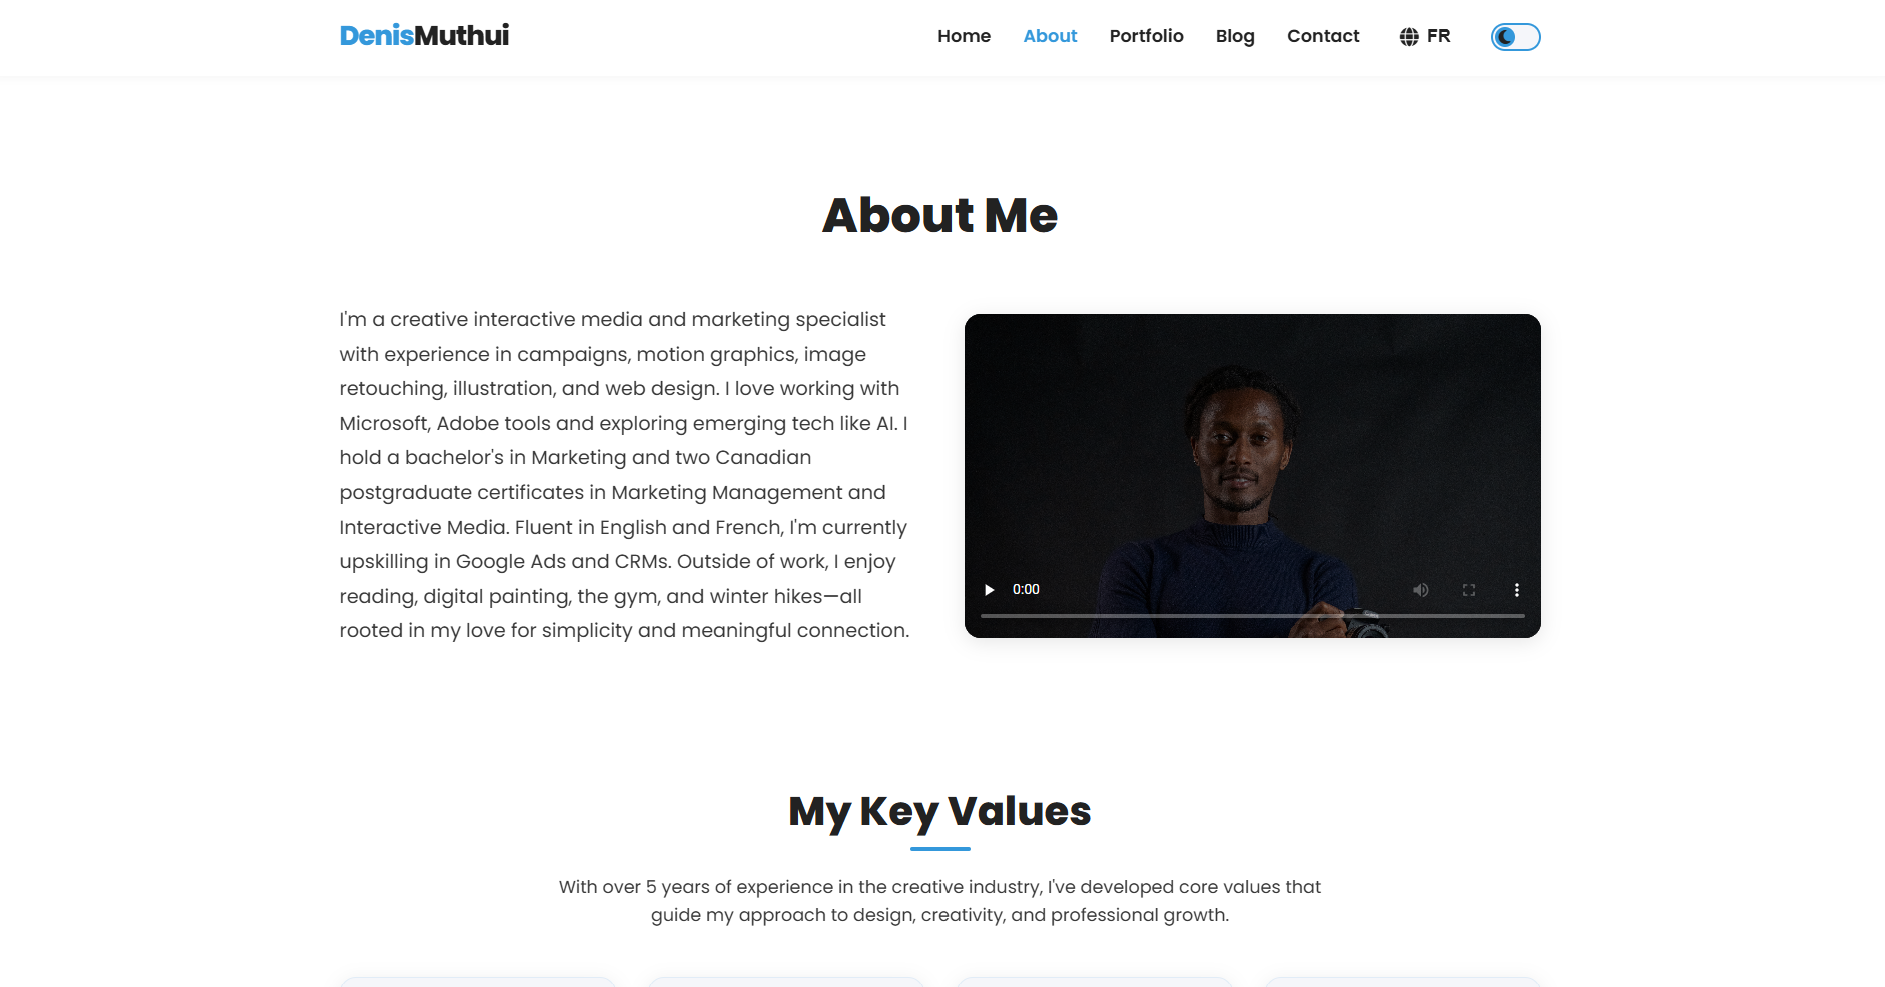 DenisMuthui
Home About Portfolio Blog Contact FR
About Me
I'm a creative interactive media and marketing specialist
with experience in campaigns, motion graphics, image
retouching, illustration, and web design. I love working with
Microsoft, Adobe tools and exploring emerging tech like AI. I
hold a bachelor's in Marketing and two Canadian
postgraduate certificates in Marketing Management and
Interactive Media. Fluent in English and French, I'm currently
upskilling in Google Ads and CRMs. Outside of work, I enjoy
reading, digital painting, the gym, and winter hikes—all
rooted in my love for simplicity and meaningful connection.
0:00
My Key Values
With over 5 years of experience in the creative industry, I've developed core values that
guide my approach to design, creativity, and professional growth.